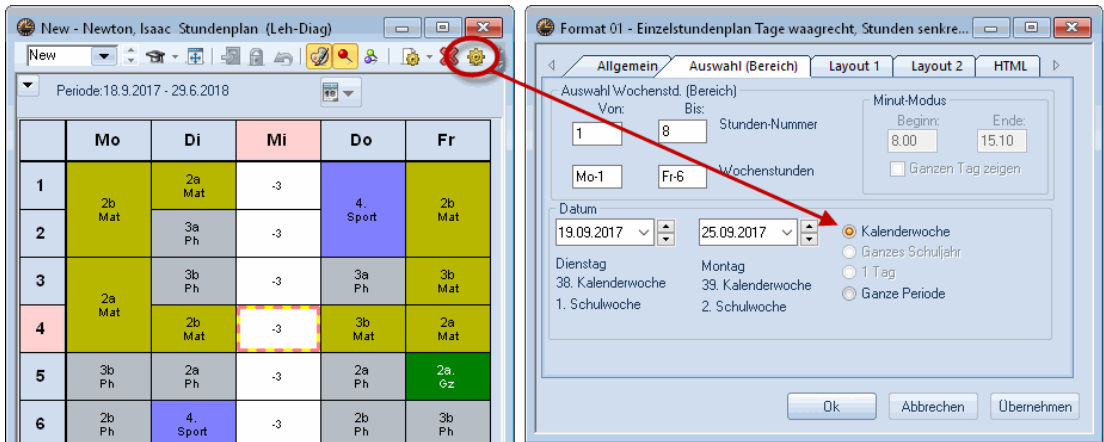 New - Newton, Isaac Stundenplan (Leh-Diag)
New
Periode:18.9.2017 - 29.6.2018
Mo Di Mi Do Fr
1
2b
Mat
2a
Mat
-3
4.
Sport
2b
Mat
2
3a
Ph
-3
3
2a
Mat
3b
Ph
-3
3a
Ph
3b
Mat
4
2b
Mat
-3
3b
Mat
2a
Mat
5
3b
Ph
2a
Ph
-3
2a
Ph
2a.
Gz
6
2b
Ph
4.
Sport
-3
2b
Ph
3b
Ph
Format 01 - Einzelstundenplan Tage waagrecht, Stunden senkre...
Allgemein Auswahl (Bereich) Layout 1 Layout 2 HTML
Auswahl Wochenstd. (Bereich)
Von: Bis:
1 8 Stunden-Nummer
Mo-1 Fr-6 Wochenstunden
Minut-Modus
Beginn: Ende:
8.00 15.10
Ganzen Tag zeigen
Datum
19.09.2017 25.09.2017
Dienstag Montag
38. Kalenderwoche 39. Kalenderwoche
1. Schulwoche 2. Schulwoche
Kalenderwoche
Ganzes Schuljahr
1 Tag
Ganze Periode
Ok Abbrechen Übernehmen